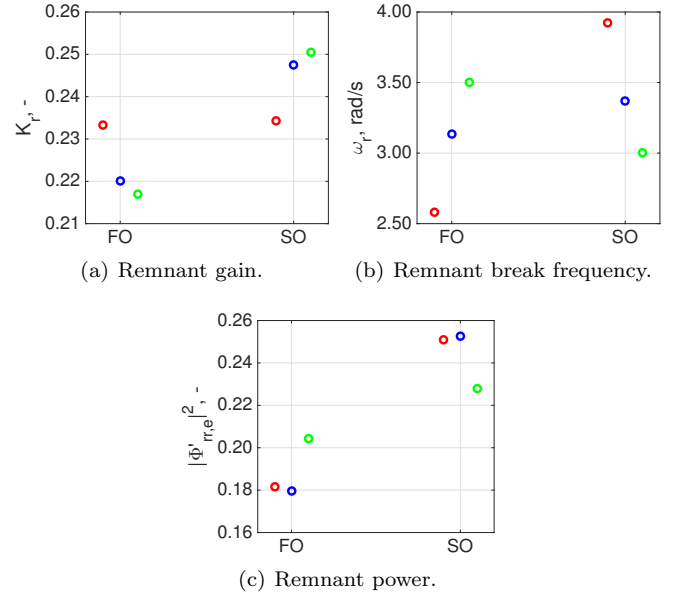 0.26
0.25
0.24
0.23
0.22
0.21
K_r, -
FO
SO
(a) Remnant gain.
4.00
3.50
3.00
2.50
ω_r, rad/s
FO
SO
(b) Remnant break frequency.
0.26
0.24
0.22
0.20
0.18
0.16
|Φ'_rr,e|^2, -
FO
SO
(c) Remnant power.